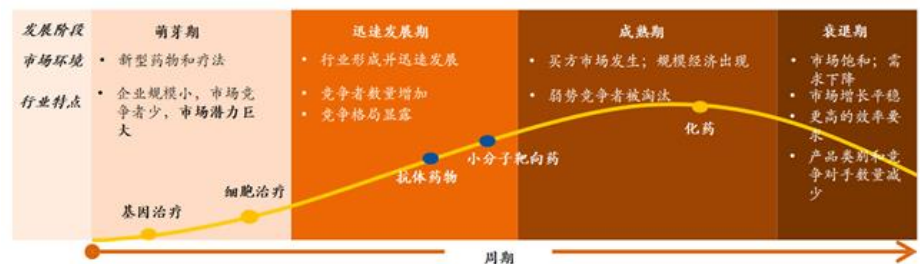 发展阶段
萌芽期
迅速发展期
成熟期
衰退期
市场环境
• 新型药物和疗法
• 行业形成并迅速发展
• 买方市场发生；规模经济出现
• 市场饱和；需
求下降
行业特点
• 企业规模小，市场竞
争者少，市场潜力巨
大
• 竞争者数量增加
• 竞争格局显露
• 弱势竞争者被淘汰
• 市场增长平稳
• 更高的效率要
求
• 产品类别和竞
争对手数量减
少
基因治疗
细胞治疗
抗体药物
小分子靶向药
化药
周期